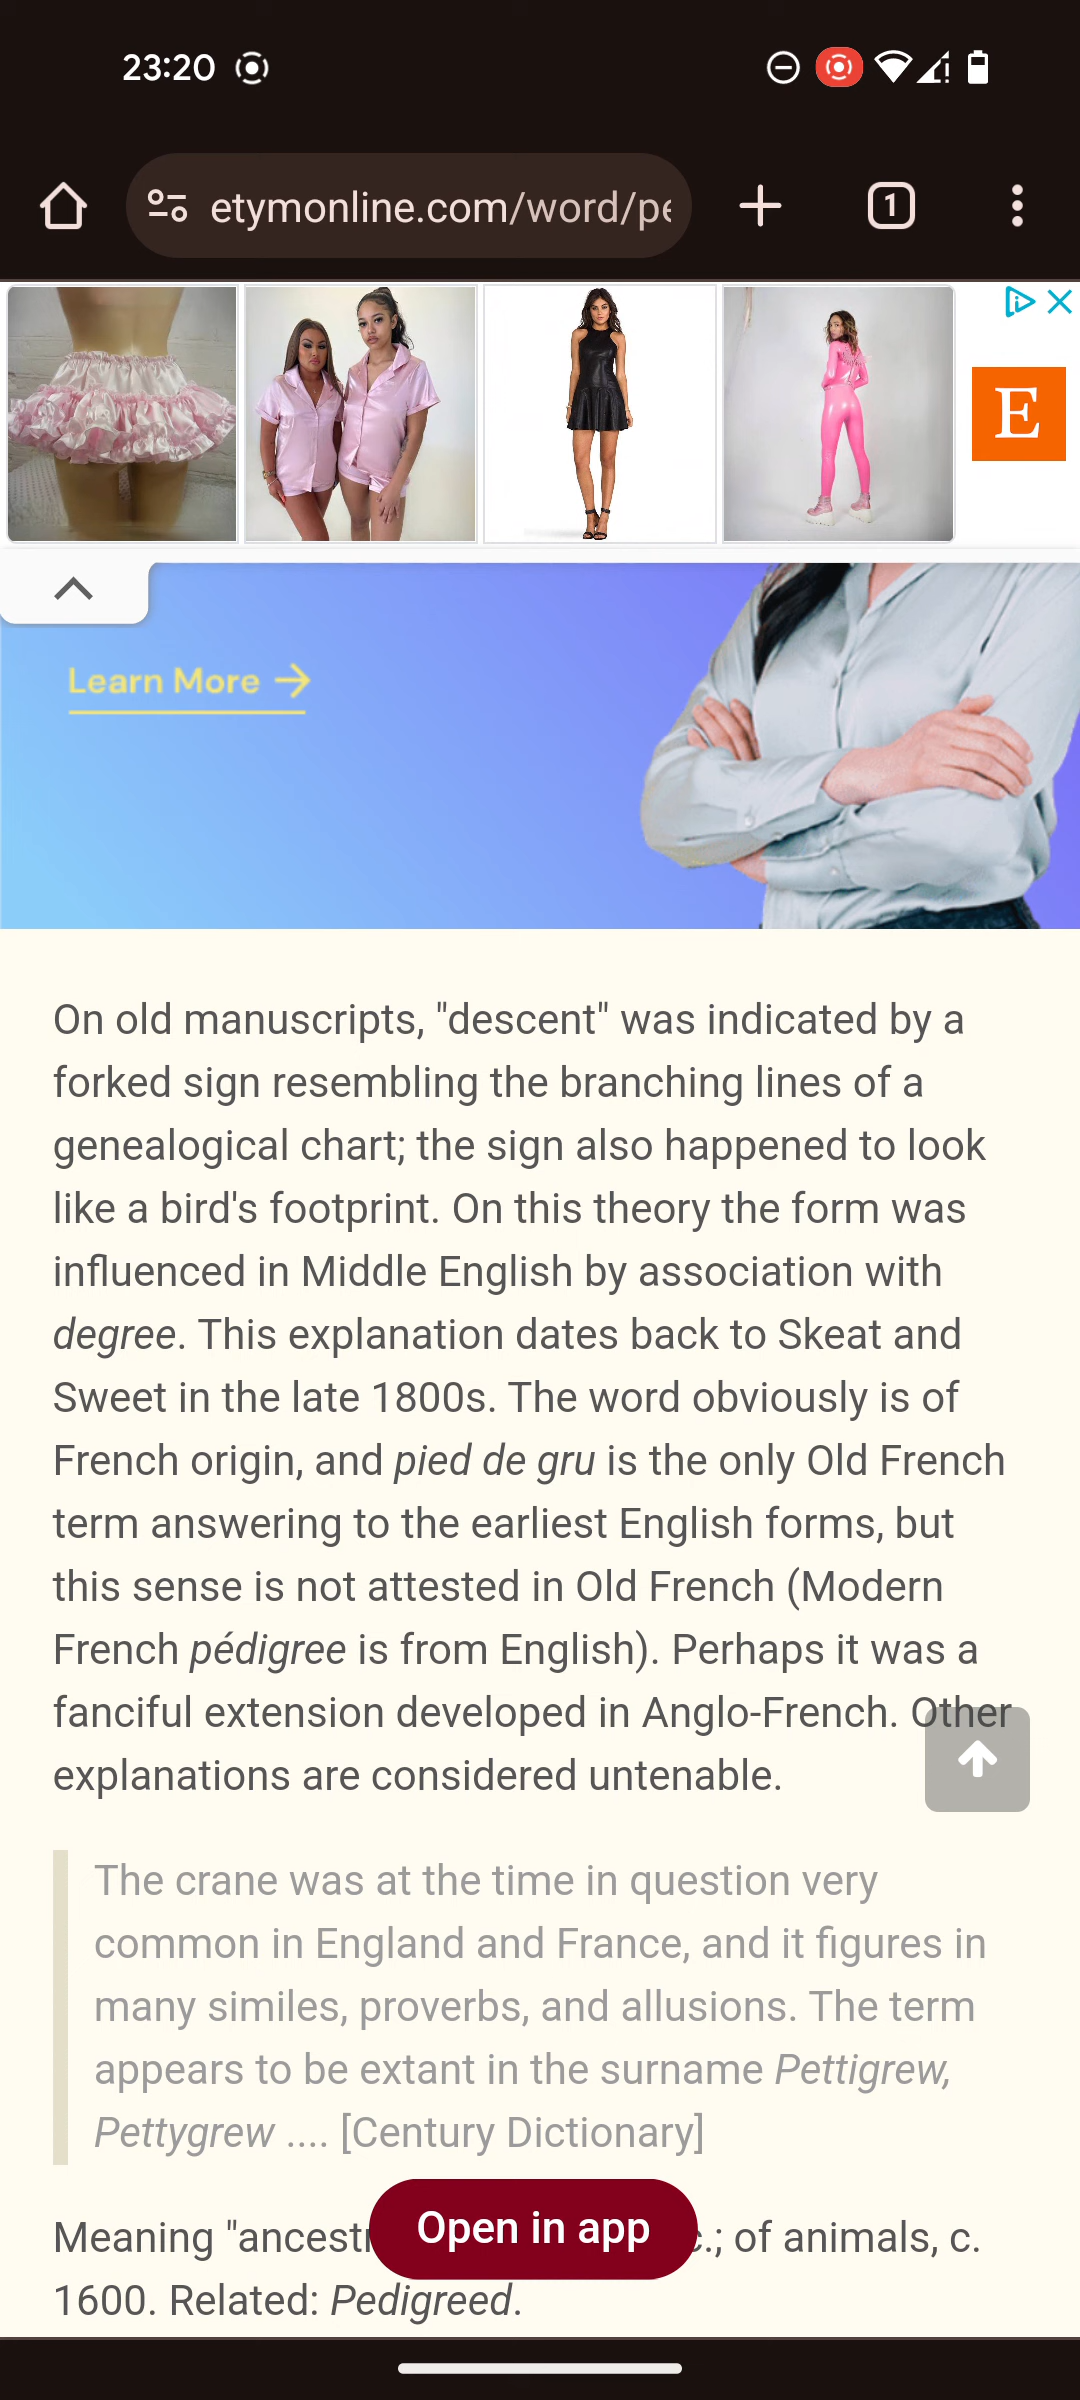 23:20
etymonline.com/word/pe
1
E
Learn More →
On old manuscripts, "descent" was indicated by a
forked sign resembling the branching lines of a
genealogical chart; the sign also happened to look
like a bird's footprint. On this theory the form was
influenced in Middle English by association with
degree. This explanation dates back to Skeat and
Sweet in the late 1800s. The word obviously is of
French origin, and pied de gru is the only Old French
term answering to the earliest English forms, but
this sense is not attested in Old French (Modern
French pédigree is from English). Perhaps it was a
fanciful extension developed in Anglo-French. Other
explanations are considered untenable.
The crane was at the time in question very
common in England and France, and it figures in
many similes, proverbs, and allusions. The term
appears to be extant in the surname Pettigrew,
Pettygrew .... [Century Dictionary]
Open in app
Meaning "ancest c.; of animals, c.
1600. Related: Pedigreed.